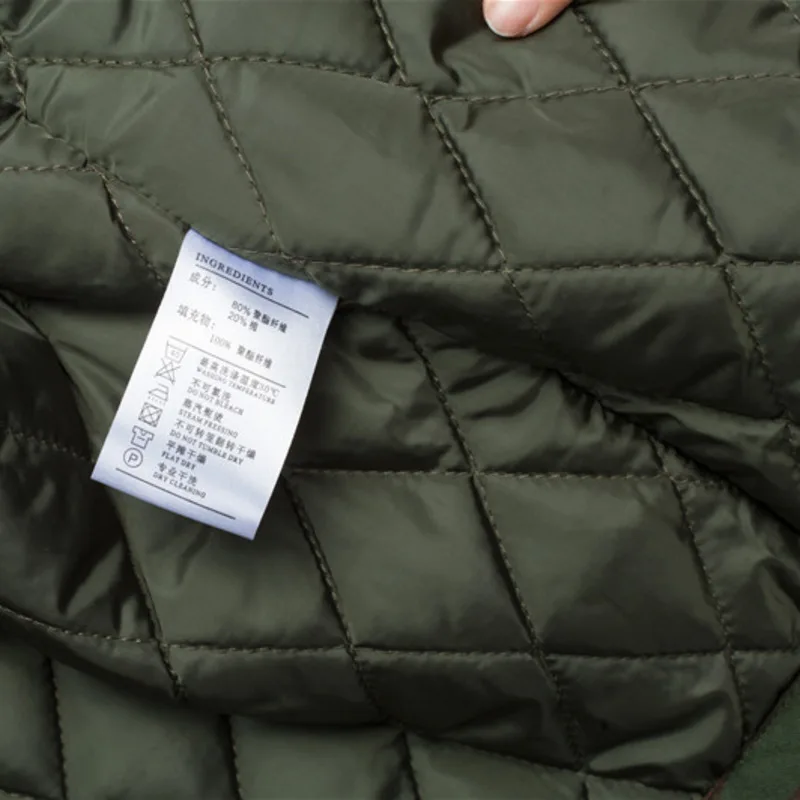 INGREDIENTS
成分:
80% 聚酯纤维
20% 棉
填充物:
100% 聚酯纤维
40
最高洗涤温度30℃
WASHING TEMPERATURE
不可氯洗
DO NOT BLEACH
蒸汽熨烫
STEAM PRESSING
不可转笼翻转干燥
DO NOT TUMBLE DRY
平摊干燥
FLAT DRY
P
专业干洗
DRY CLEANING